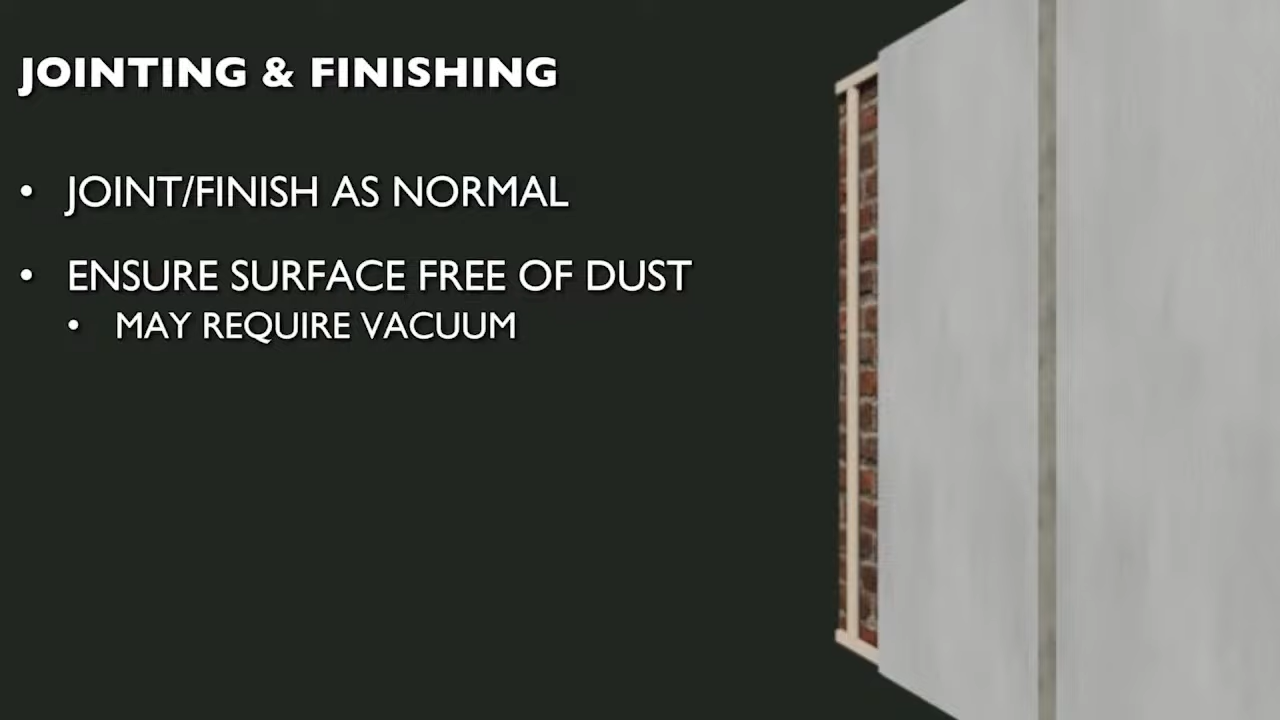 JOINTING & FINISHING
• JOINT/FINISH AS NORMAL
• ENSURE SURFACE FREE OF DUST
• MAY REQUIRE VACUUM